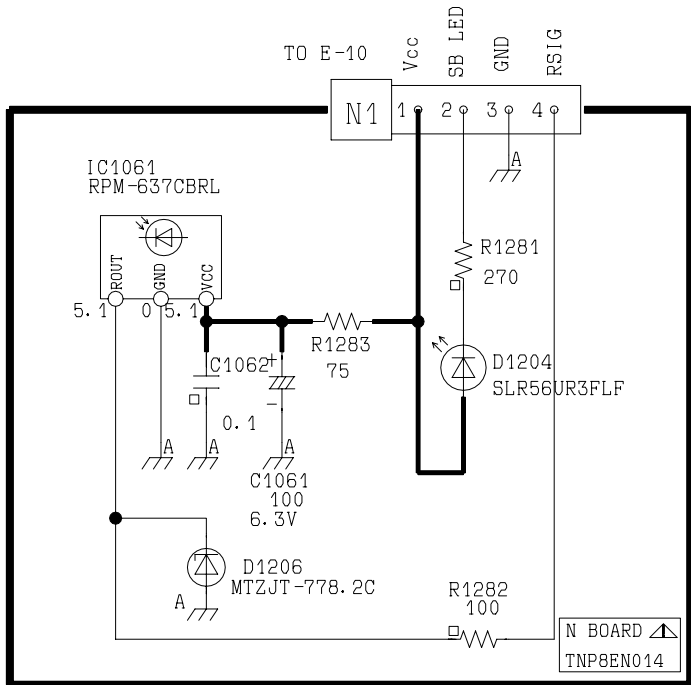 TO E-10
Vcc
SB LED
GND
RSIG
N1
1
2
3
4
A
IC1061
RPM-637CBRL
ROUT
GND
VCC
5.1
0
5.1
R1281
270
R1283
75
C1062
+
-
0.1
D1204
SLR56UR3FLF
A
A
A
C1061
100
6.3V
D1206
MTZJT-778.2C
A
R1282
100
N BOARD
TNP8EN014